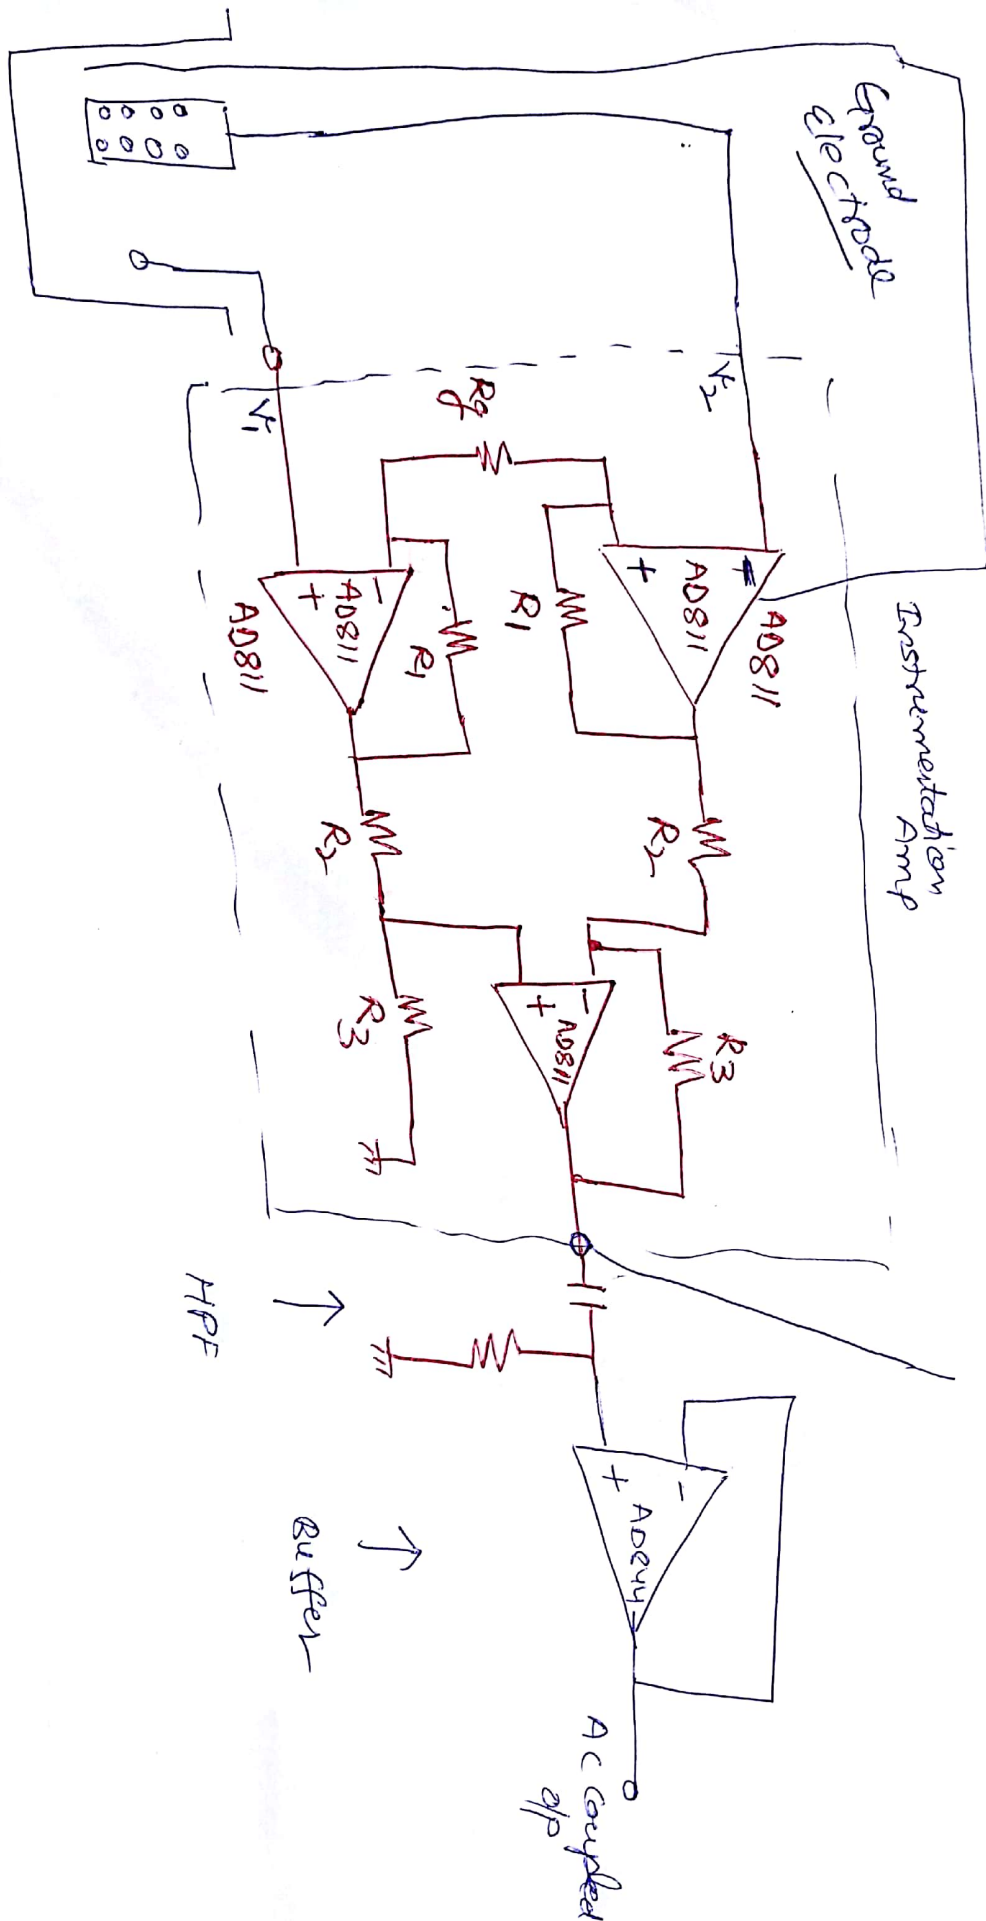 Ground
Electrode
Instrumentation
Amp
V2
V1
Rg
+
AD811
+
AD811
R1
-
AD811
+
AD811
R1
R2
R2
R3
-
AD811
+
R3
HPF
-
AD844
+
Buffer
AC Coupled
o/p